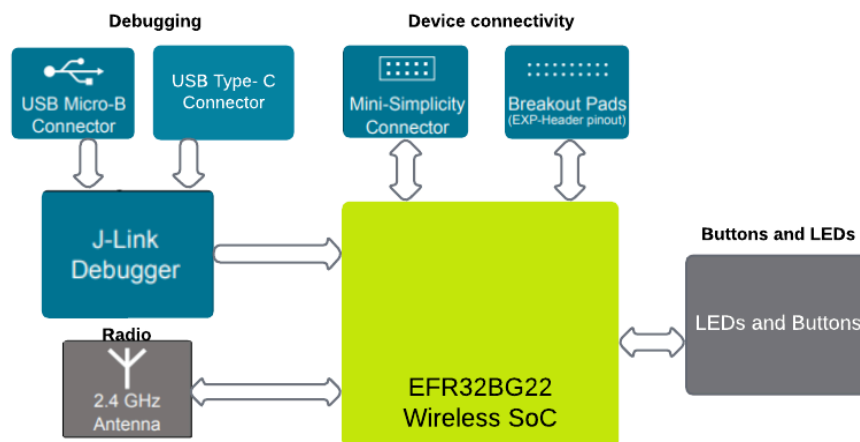 Debugging
Device connectivity
USB Micro-B
Connector
USB Type- C
Connector
Mini-Simplicity
Connector
Breakout Pads
(EXP-Header pinout)
J-Link
Debugger
Buttons and LEDs
LEDs and Buttons
Radio
2.4 GHz
Antenna
EFR32BG22
Wireless SoC